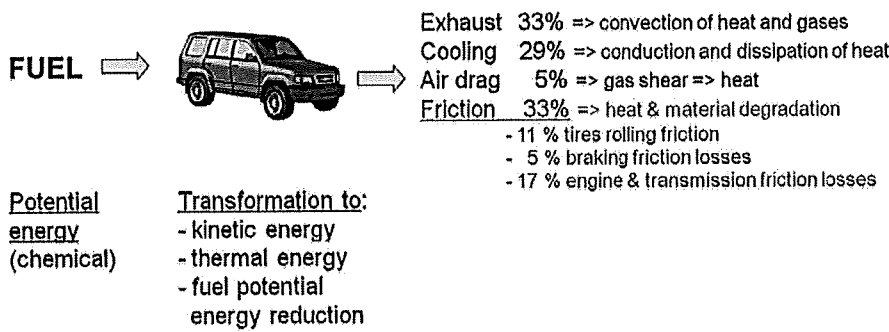 FUEL
Exhaust 33% => convection of heat and gases
Cooling 29% => conduction and dissipation of heat
Air drag 5% => gas shear => heat
Friction 33% => heat & material degradation
- 11 % tires rolling friction
- 5 % braking friction losses
- 17 % engine & transmission friction losses
Potential
energy
(chemical)
Transformation to:
- kinetic energy
- thermal energy
- fuel potential
energy reduction